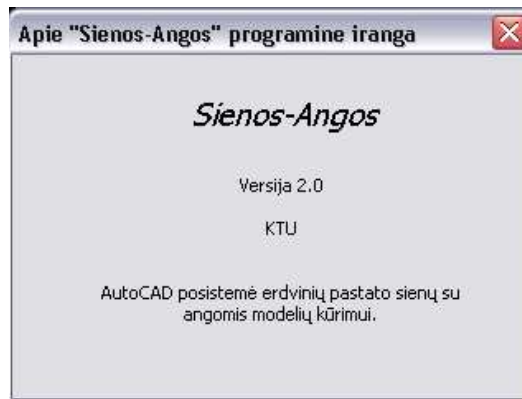 Apie "Sienos-Angos" programine iranga
Sienos-Angos
Versija 2.0
KTU
AutoCAD posistemė erdvinių pastato sienų su
angomis modelių kūrimui.